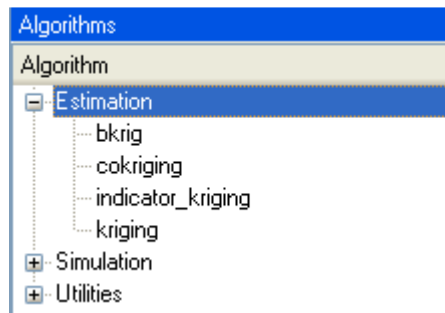 Algorithms
Algorithm
Estimation
bkrig
cokriging
indicator_kriging
kriging
Simulation
Utilities